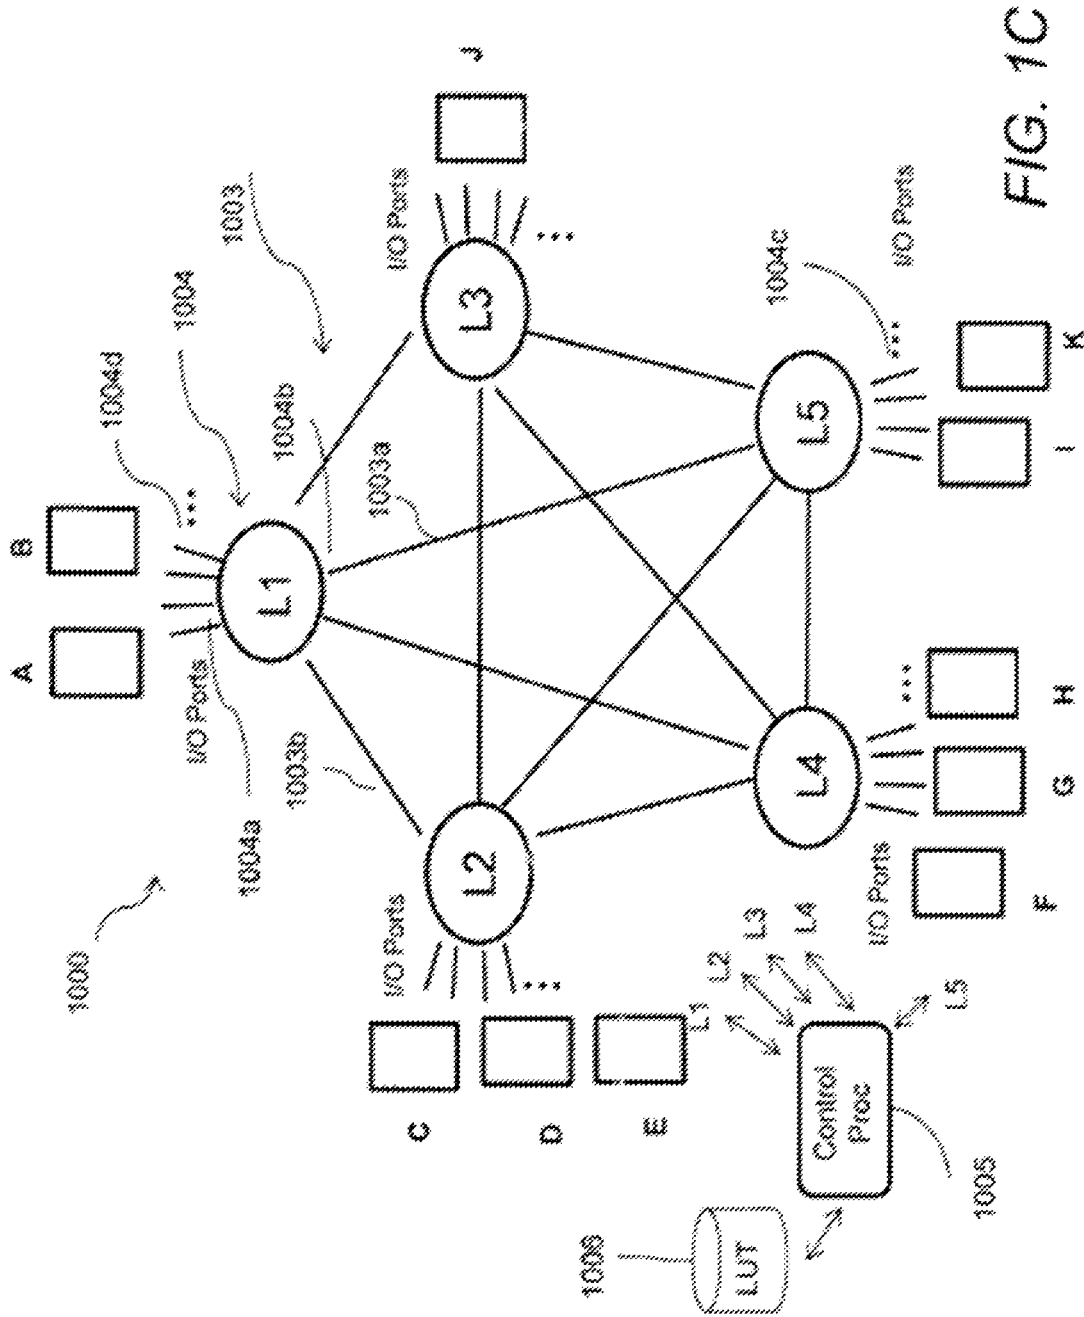 1000
1004a
I/O Ports
A
B
1004d
1004
1003
L1
1004b
1003b
1003a
I/O Ports
C
D
E
L2
L3
I/O Ports
J
L4
L5
1004c
I/O Ports
I/O Ports
F
G
H
I
K
L1
L2
L3
L4
L5
Control
Proc
1005
1006
LUT
FIG. 1C